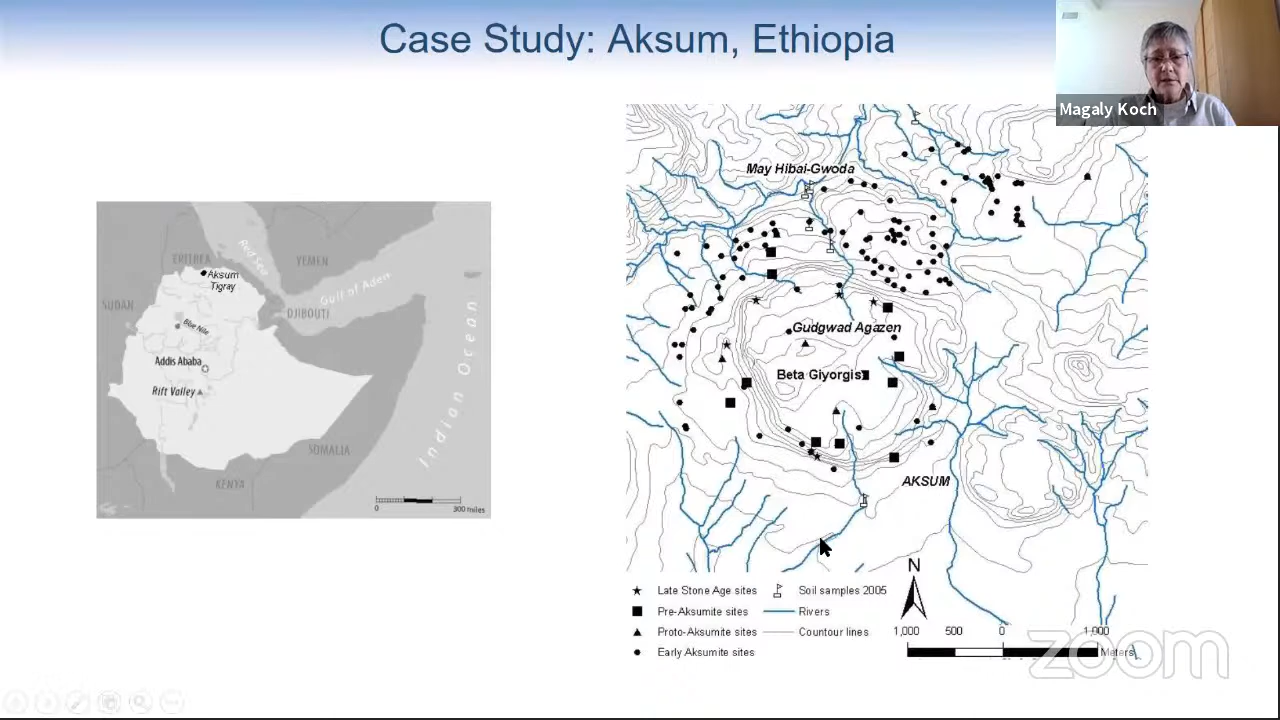 Case Study: Aksum, Ethiopia
Magaly Koch
Red Sea
ERITREA
YEMEN
Aksum
Tigray
SUDAN
Gulf of Aden
DJIBOUTI
Blue Nile
Addis Ababa
Rift Valley
Indian Ocean
SOMALIA
KENYA
0 300 miles
May Hibai-Gwoda
Gudgwad Agazen
Beta Giyorgis
AKSUM
N
Late Stone Age sites
Soil samples 2005
Pre-Aksumite sites
Rivers
Proto-Aksumite sites
Countour lines
Early Aksumite sites
1,000 500 0 1,000
Meters
zoom